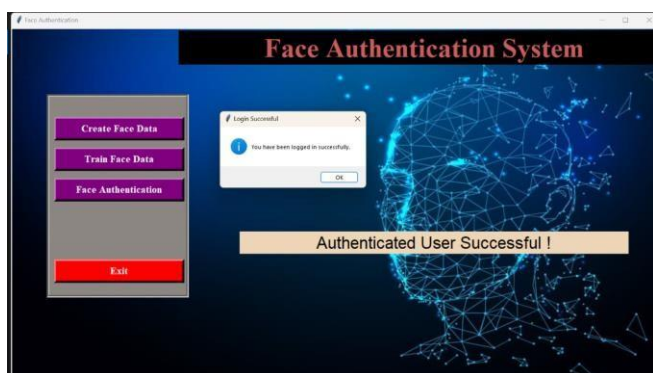 Face Authentication
Face Authentication System
Create Face Data
Train Face Data
Face Authentication
Exit
Login Successful
You have been logged in successfully.
OK
Authenticated User Successful !